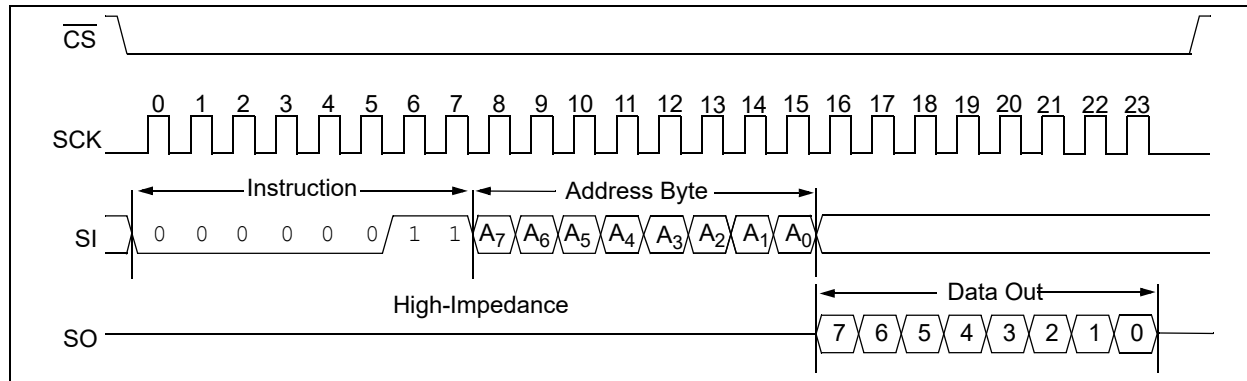 CS
0 1 2 3 4 5 6 7 8 9 10 11 12 13 14 15 16 17 18 19 20 21 22 23
SCK
Instruction Address Byte
SI 0 0 0 0 0 0 1 1 A7 A6 A5 A4 A3 A2 A1 A0
High-Impedance Data Out
SO 7 6 5 4 3 2 1 0